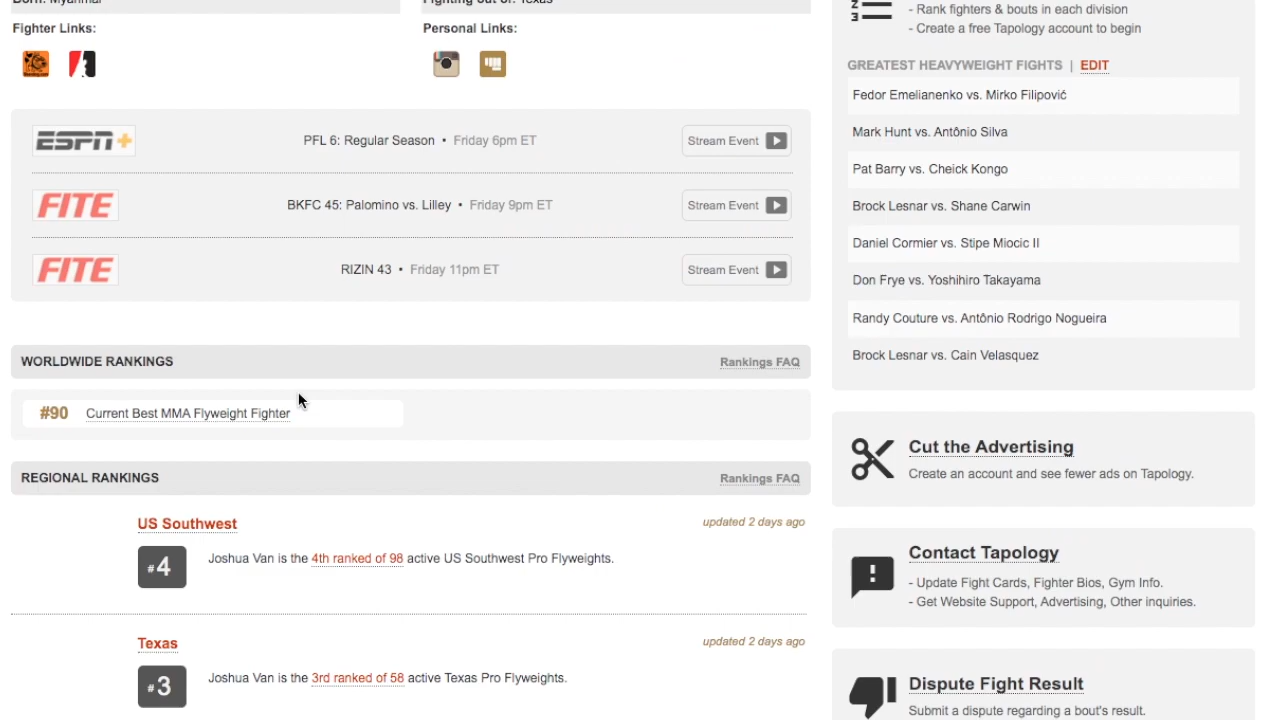 Born: Myanmar
Fighting out of: Texas
Fighter Links:
Personal Links:
ESPN+
PFL 6: Regular Season • Friday 6pm ET
Stream Event
FITE
BKFC 45: Palomino vs. Lilley • Friday 9pm ET
Stream Event
FITE
RIZIN 43 • Friday 11pm ET
Stream Event
WORLDWIDE RANKINGS
Rankings FAQ
#90 Current Best MMA Flyweight Fighter
REGIONAL RANKINGS
Rankings FAQ
US Southwest
updated 2 days ago
#4
Joshua Van is the 4th ranked of 98 active US Southwest Pro Flyweights.
Texas
updated 2 days ago
#3
Joshua Van is the 3rd ranked of 58 active Texas Pro Flyweights.
2
3
- Rank fighters & bouts in each division
- Create a free Tapology account to begin
GREATEST HEAVYWEIGHT FIGHTS | EDIT
Fedor Emelianenko vs. Mirko Filipović
Mark Hunt vs. Antônio Silva
Pat Barry vs. Cheick Kongo
Brock Lesnar vs. Shane Carwin
Daniel Cormier vs. Stipe Miocic II
Don Frye vs. Yoshihiro Takayama
Randy Couture vs. Antônio Rodrigo Nogueira
Brock Lesnar vs. Cain Velasquez
Cut the Advertising
Create an account and see fewer ads on Tapology.
Contact Tapology
- Update Fight Cards, Fighter Bios, Gym Info.
- Get Website Support, Advertising, Other inquiries.
Dispute Fight Result
Submit a dispute regarding a bout's result.